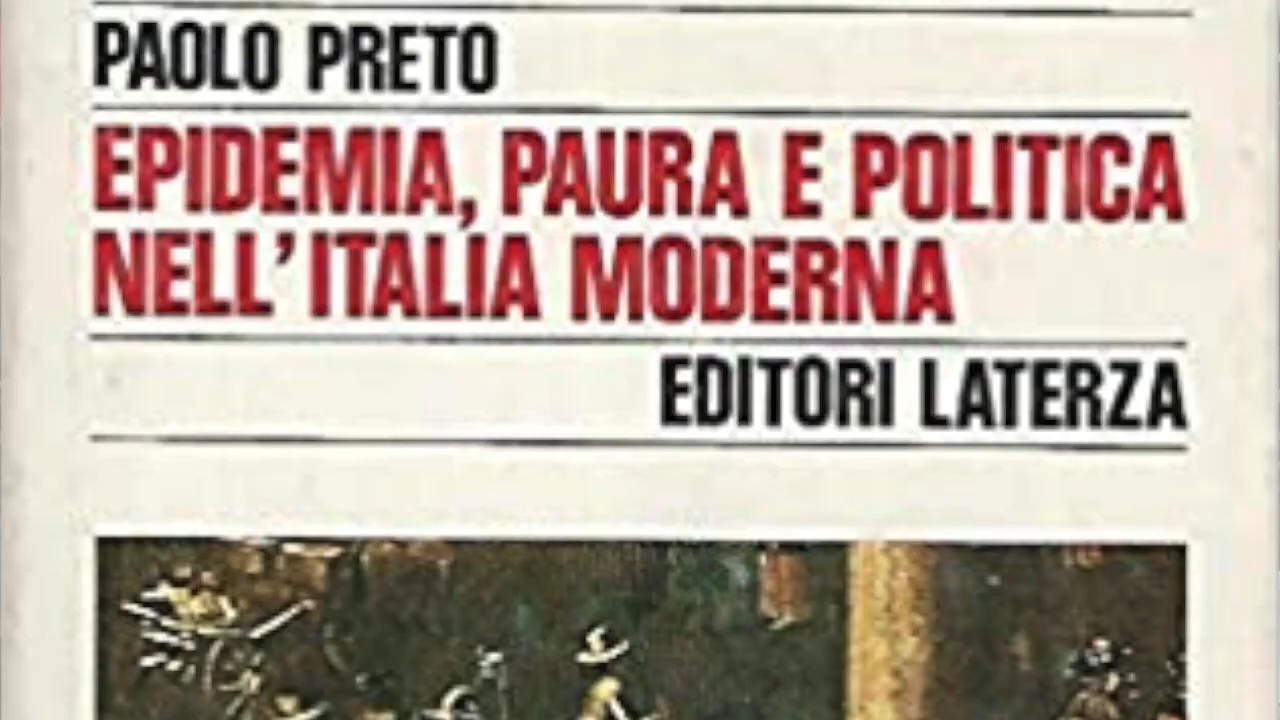 PAOLO PRETO
EPIDEMIA, PAURA E POLITICA
NELL'ITALIA MODERNA
EDITORI LATERZA